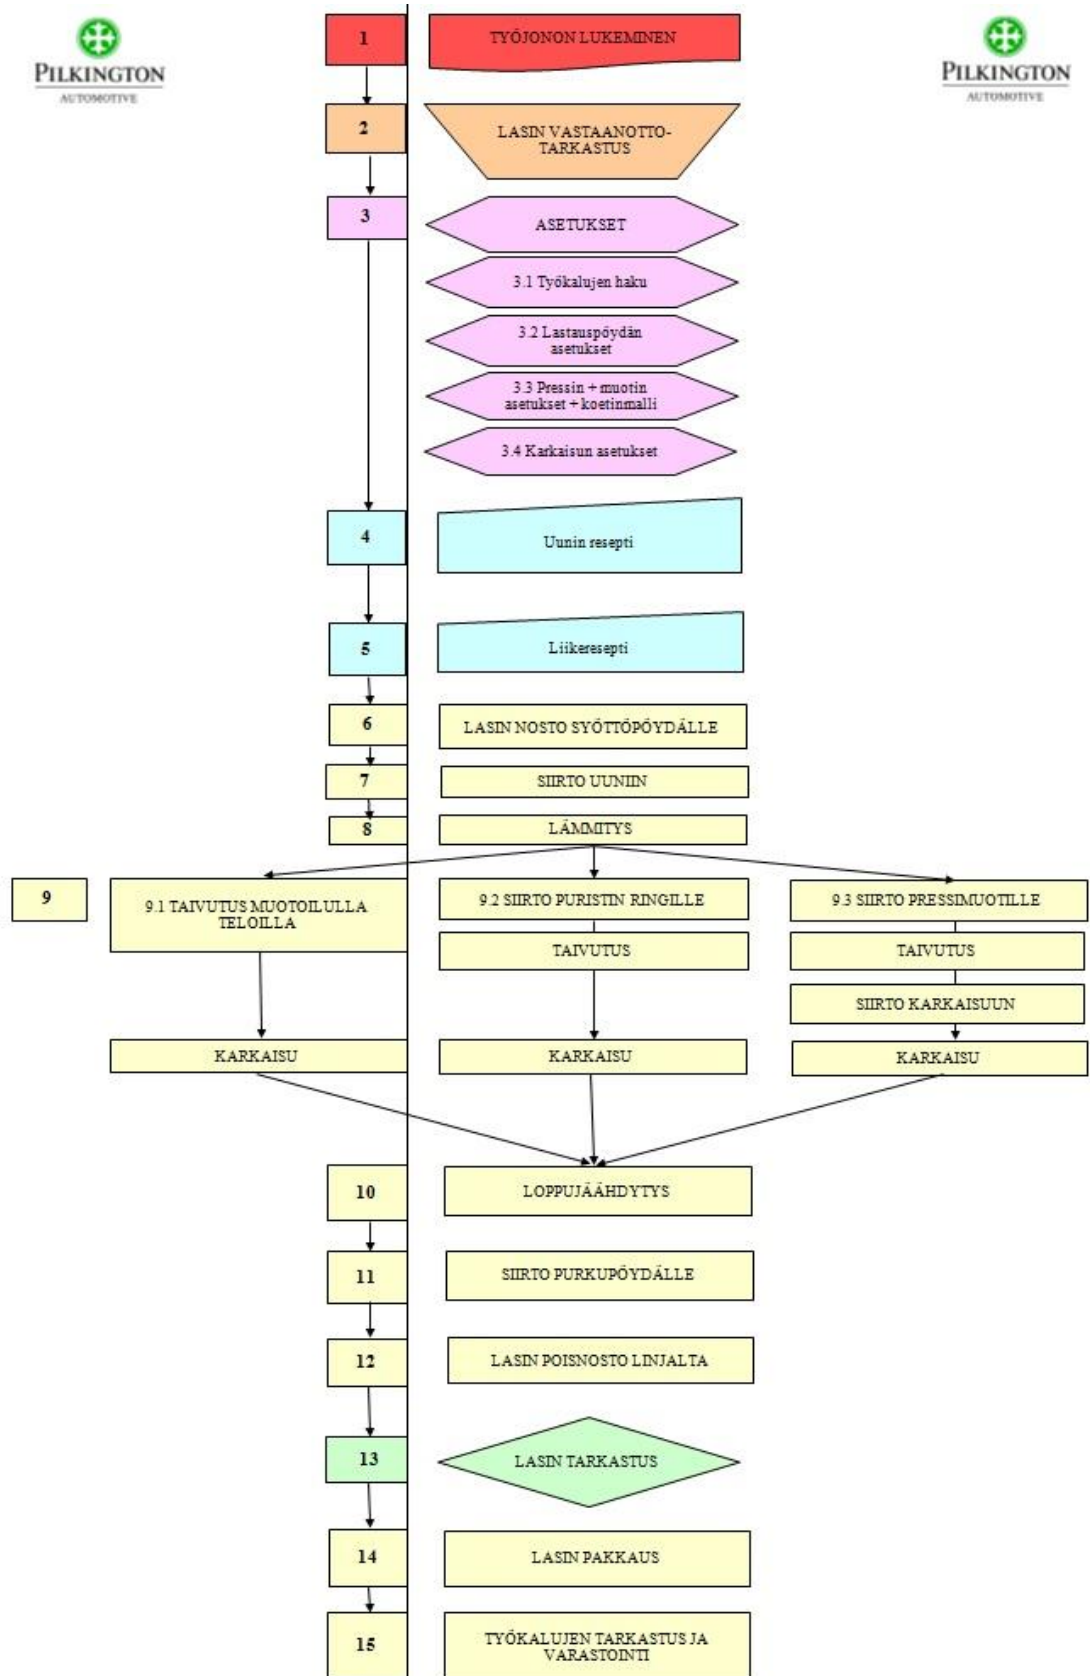 PILKINGTON
AUTOMOTIVE
PILKINGTON
AUTOMOTIVE
1
TYÖJONON LUKEMINEN
2
LASIN VASTAANOTTO-
TARKASTUS
3
ASETUKSET
3.1 Työkalujen haku
3.2 Lastauspöydän
asetukset
3.3 Pressin + muotin
asetukset + koetinmalli
3.4 Karkaisun asetukset
4
Uunin resepti
5
Liikeresepti
6
LASIN NOSTO SYÖTTÖPÖYDÄLLE
7
SIIRTO UUNIIN
8
LÄMMITYS
9
9.1 TAIVUTUS MUOTOILULLA
TELOILLA
9.2 SIIRTO PURISTIN RINGILLE
9.3 SIIRTO PRESSIMUOTILLE
TAIVUTUS
TAIVUTUS
SIIRTO KARKAISUUN
KARKAISU
KARKAISU
KARKAISU
10
LOPPUJÄÄHDYTYS
11
SIIRTO PURKUPÖYDÄLLE
12
LASIN POISNOSTO LINJALTA
13
LASIN TARKASTUS
14
LASIN PAKKAUS
15
TYÖKALUJEN TARKASTUS JA
VARASTOINTI